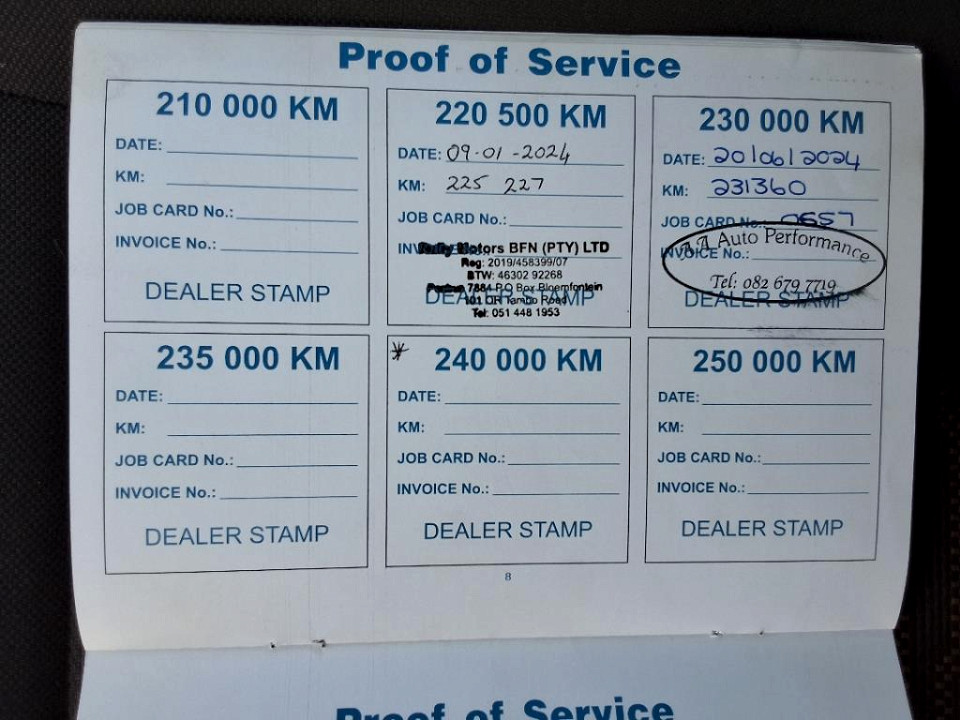 Proof of Service
210 000 KM
DATE:
KM:
JOB CARD No.:
INVOICE No.:
DEALER STAMP
220 500 KM
DATE: 09-01-2024
KM: 225 227
JOB CARD No.:
Motors BFN (PTY) LTD
Reg: 2019/458399/07
BTW: 46302 92268
7884 P.O Box Bloemfontein
101 OR Tambo Road
Tel: 051 448 1953
DEALER STAMP
230 000 KM
DATE: 20/06/2024
KM: 231360
JOB CARD No.: 0657
INVOICE No.:
A A Auto Performance
Tel: 082 679 7719
DEALER STAMP
235 000 KM
DATE:
KM:
JOB CARD No.:
INVOICE No.:
DEALER STAMP
* 240 000 KM
DATE:
KM:
JOB CARD No.:
INVOICE No.:
DEALER STAMP
250 000 KM
DATE:
KM:
JOB CARD No.:
INVOICE No.:
DEALER STAMP
8
Proof of Service